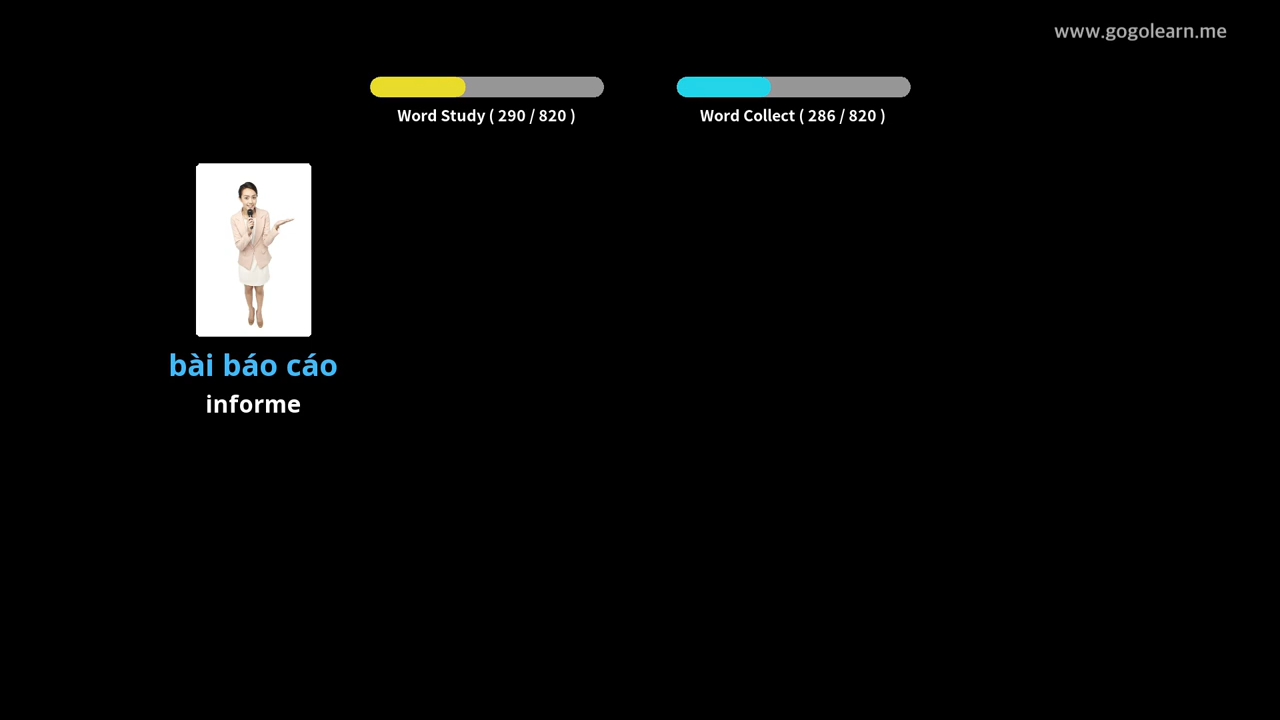 www.gogolearn.me
Word Study ( 290 / 820 )
Word Collect ( 286 / 820 )
bài báo cáo
informe